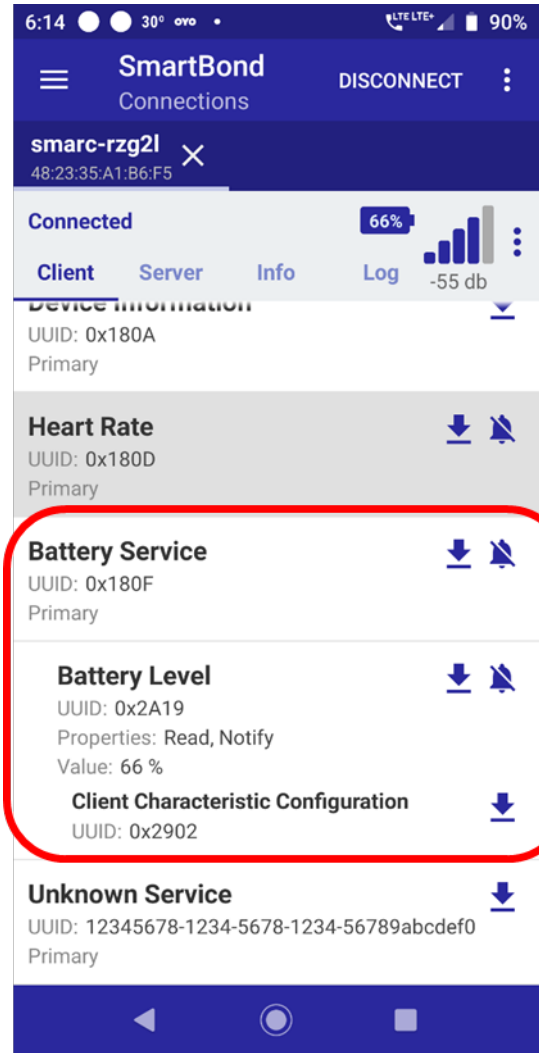 6:14 30° oyo • LTE LTE+ 90%
SmartBond
Connections
DISCONNECT
smarc-rzg2l
48:23:35:A1:B6:F5
Connected 66%
Client Server Info Log -55 db
Device Information
UUID: 0x180A
Primary
Heart Rate
UUID: 0x180D
Primary
Battery Service
UUID: 0x180F
Primary
Battery Level
UUID: 0x2A19
Properties: Read, Notify
Value: 66 %
Client Characteristic Configuration
UUID: 0x2902
Unknown Service
UUID: 12345678-1234-5678-1234-56789abcdef0
Primary